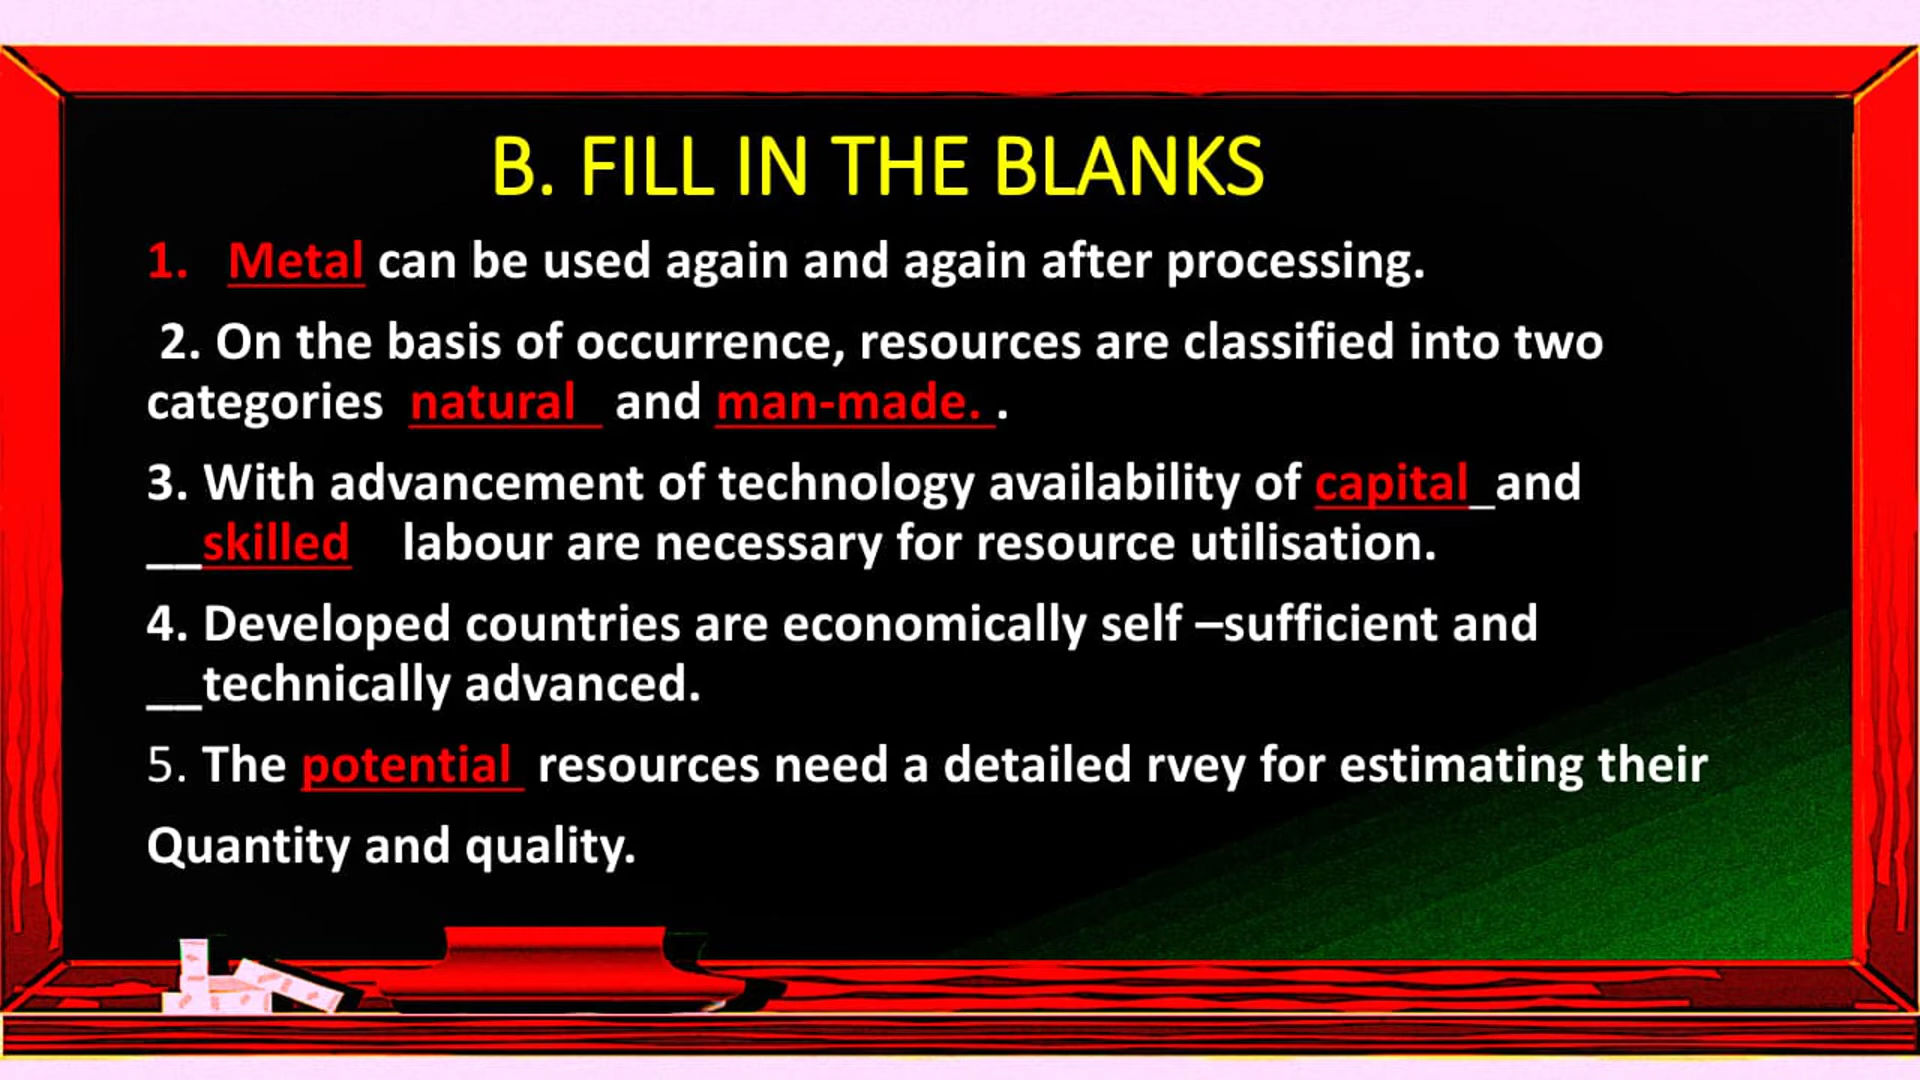 B. FILL IN THE BLANKS
1. Metal can be used again and again after processing.
2. On the basis of occurrence, resources are classified into two
categories natural_ and man-made. .
3. With advancement of technology availability of capital_and
__skilled labour are necessary for resource utilisation.
4. Developed countries are economically self –sufficient and
__technically advanced.
5. The potential resources need a detailed rvey for estimating their
Quantity and quality.